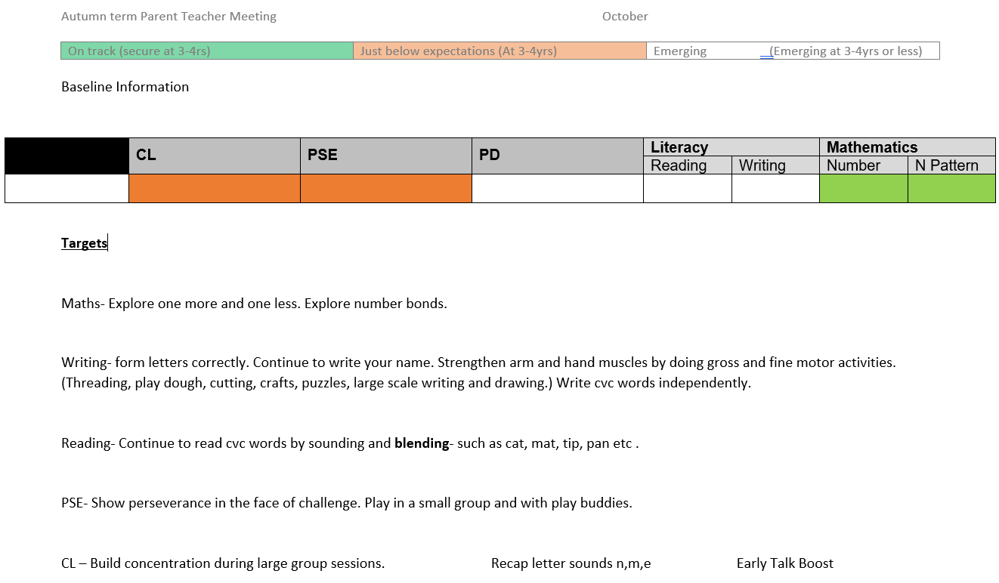 Autumn term Parent Teacher Meeting October
On track (secure at 3-4rs) Just below expectations (At 3-4yrs) Emerging (Emerging at 3-4yrs or less)
Baseline Information
CL PSE PD Literacy Mathematics
Reading Writing Number N Pattern
Targets
Maths- Explore one more and one less. Explore number bonds.
Writing- form letters correctly. Continue to write your name. Strengthen arm and hand muscles by doing gross and fine motor activities.
(Threading, play dough, cutting, crafts, puzzles, large scale writing and drawing.) Write cvc words independently.
Reading- Continue to read cvc words by sounding and blending- such as cat, mat, tip, pan etc .
PSE- Show perseverance in the face of challenge. Play in a small group and with play buddies.
CL – Build concentration during large group sessions. Recap letter sounds n,m,e Early Talk Boost